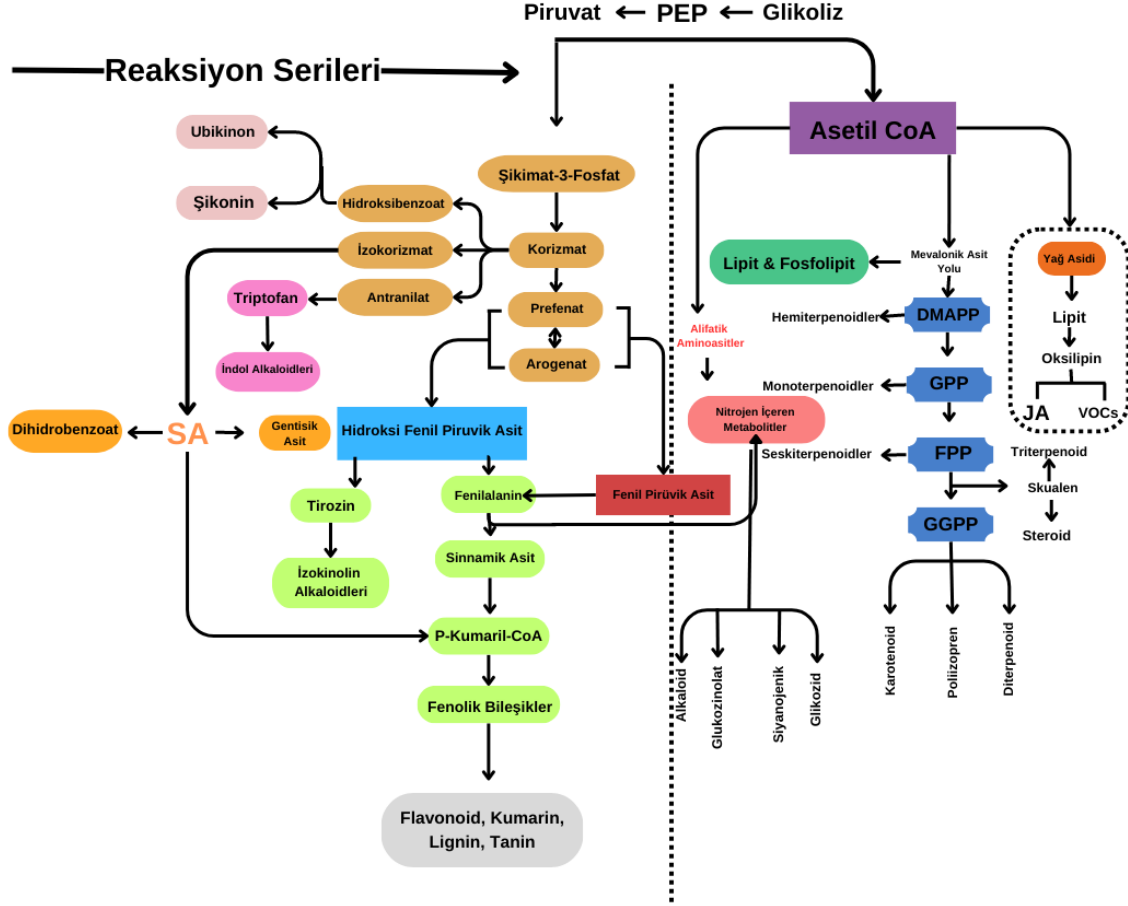 Piruvat
PEP
Glikoliz
Reaksiyon Serileri
Asetil CoA
Ubikinon
Şikimat-3-Fosfat
Şikonin
Hidroksibenzoat
Korizmat
İzokorizmat
Triptofan
Antranilat
Prefenat
Arogenat
İndol Alkaloidleri
Dihidrobenzoat
SA
Gentisik
Asit
Hidroksi Fenil Piruvik Asit
Tirozin
Fenilalanin
Fenil Pirüvik Asit
İzokinolin
Alkaloidleri
Sinnamik Asit
P-Kumaril-CoA
Fenolik Bileşikler
Flavonoid, Kumarin,
Lignin, Tanin
Lipit & Fosfolipit
Mevalonik Asit
Yolu
Yağ Asidi
Lipit
Oksilipin
JA
VOCs
Hemiterpenoidler
DMAPP
Alifatik
Aminoasitler
Monoterpenoidler
GPP
Nitrojen İçeren
Metabolitler
Seskiterpenoidler
FPP
Triterpenoid
Skualen
Steroid
GGPP
Alkaloid
Glukozinolat
Siyanojenik
Glikozid
Karotenoid
Poliizopren
Diterpenoid